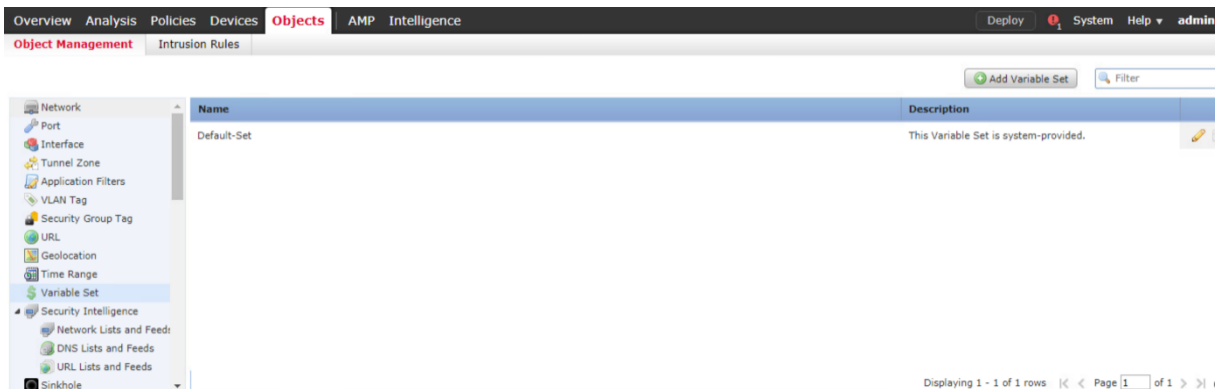 Overview Analysis Policies Devices Objects AMP Intelligence Deploy 1 System Help admin
Object Management Intrusion Rules
Add Variable Set Filter
Name Description
Default-Set This Variable Set is system-provided.
Network
Port
Interface
Tunnel Zone
Application Filters
VLAN Tag
Security Group Tag
URL
Geolocation
Time Range
Variable Set
Security Intelligence
Network Lists and Feeds
DNS Lists and Feeds
URL Lists and Feeds
Sinkhole
Displaying 1 - 1 of 1 rows Page 1 of 1